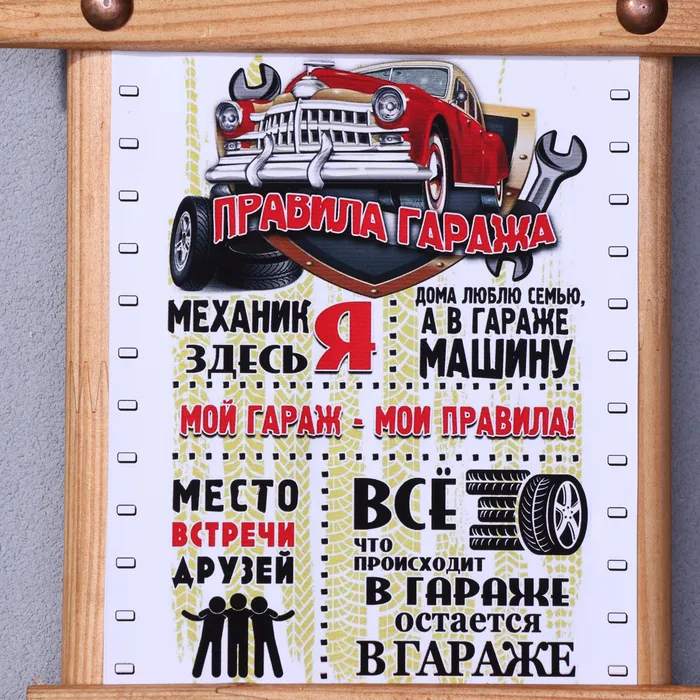 ПРАВИЛА ГАРАЖА
МЕХАНИК
ЗДЕСЬ Я
ДОМА ЛЮБЛЮ СЕМЬЮ,
А В ГАРАЖЕ
МАШИНУ
МОЙ ГАРАЖ - МОИ ПРАВИЛА!
МЕСТО
ВСТРЕЧИ
ДРУЗЕЙ
ВСЁ
ЧТО
ПРОИСХОДИТ
В ГАРАЖЕ
остается
В ГАРАЖЕ